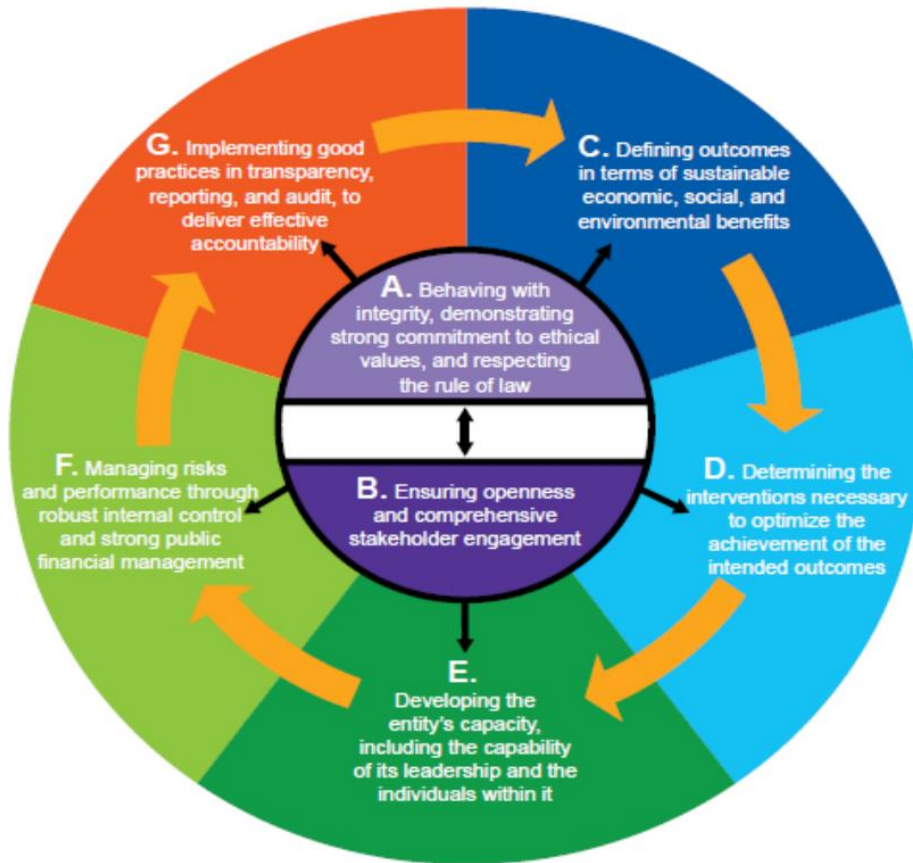 A. Behaving with
integrity, demonstrating
strong commitment to ethical
values, and respecting
the rule of law
B. Ensuring openness
and comprehensive
stakeholder engagement
C. Defining outcomes
in terms of sustainable
economic, social, and
environmental benefits
D. Determining the
interventions necessary
to optimize the
achievement of the
intended outcomes
E.
Developing the
entity's capacity,
including the capability
of its leadership and the
individuals within it
F. Managing risks
and performance through
robust internal control
and strong public
financial management
G. Implementing good
practices in transparency,
reporting, and audit, to
deliver effective
accountability